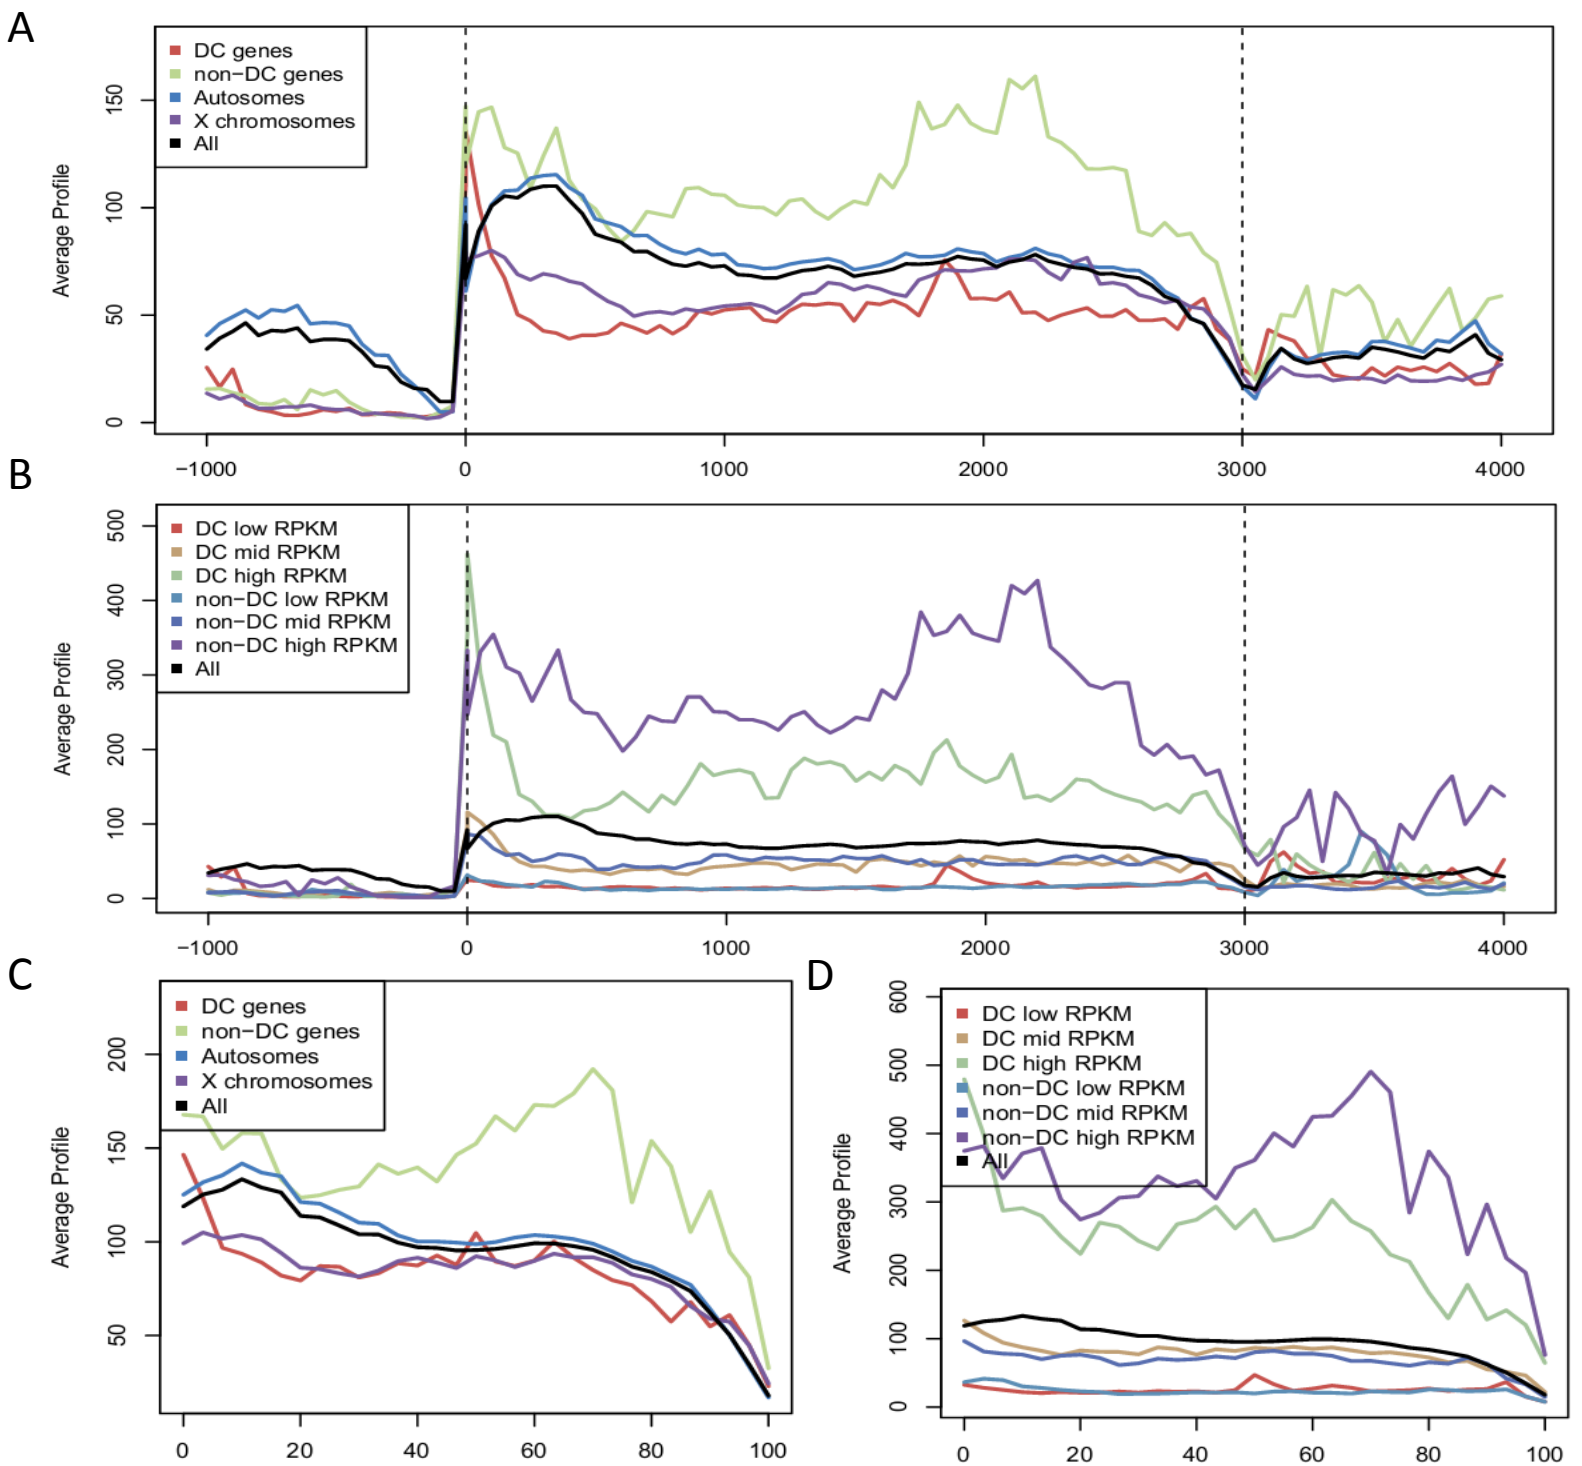 A
DC genes
non−DC genes
Autosomes
X chromosomes
All
Average Profile
0 50 100 150
−1000 0 1000 2000 3000 4000
B
DC low RPKM
DC mid RPKM
DC high RPKM
non−DC low RPKM
non−DC mid RPKM
non−DC high RPKM
All
Average Profile
0 100 200 300 400 500
−1000 0 1000 2000 3000 4000
C
DC genes
non−DC genes
Autosomes
X chromosomes
All
Average Profile
50 100 150 200
0 20 40 60 80 100
D
DC low RPKM
DC mid RPKM
DC high RPKM
non−DC low RPKM
non−DC mid RPKM
non−DC high RPKM
All
Average Profile
0 100 200 300 400 500 600
0 20 40 60 80 100